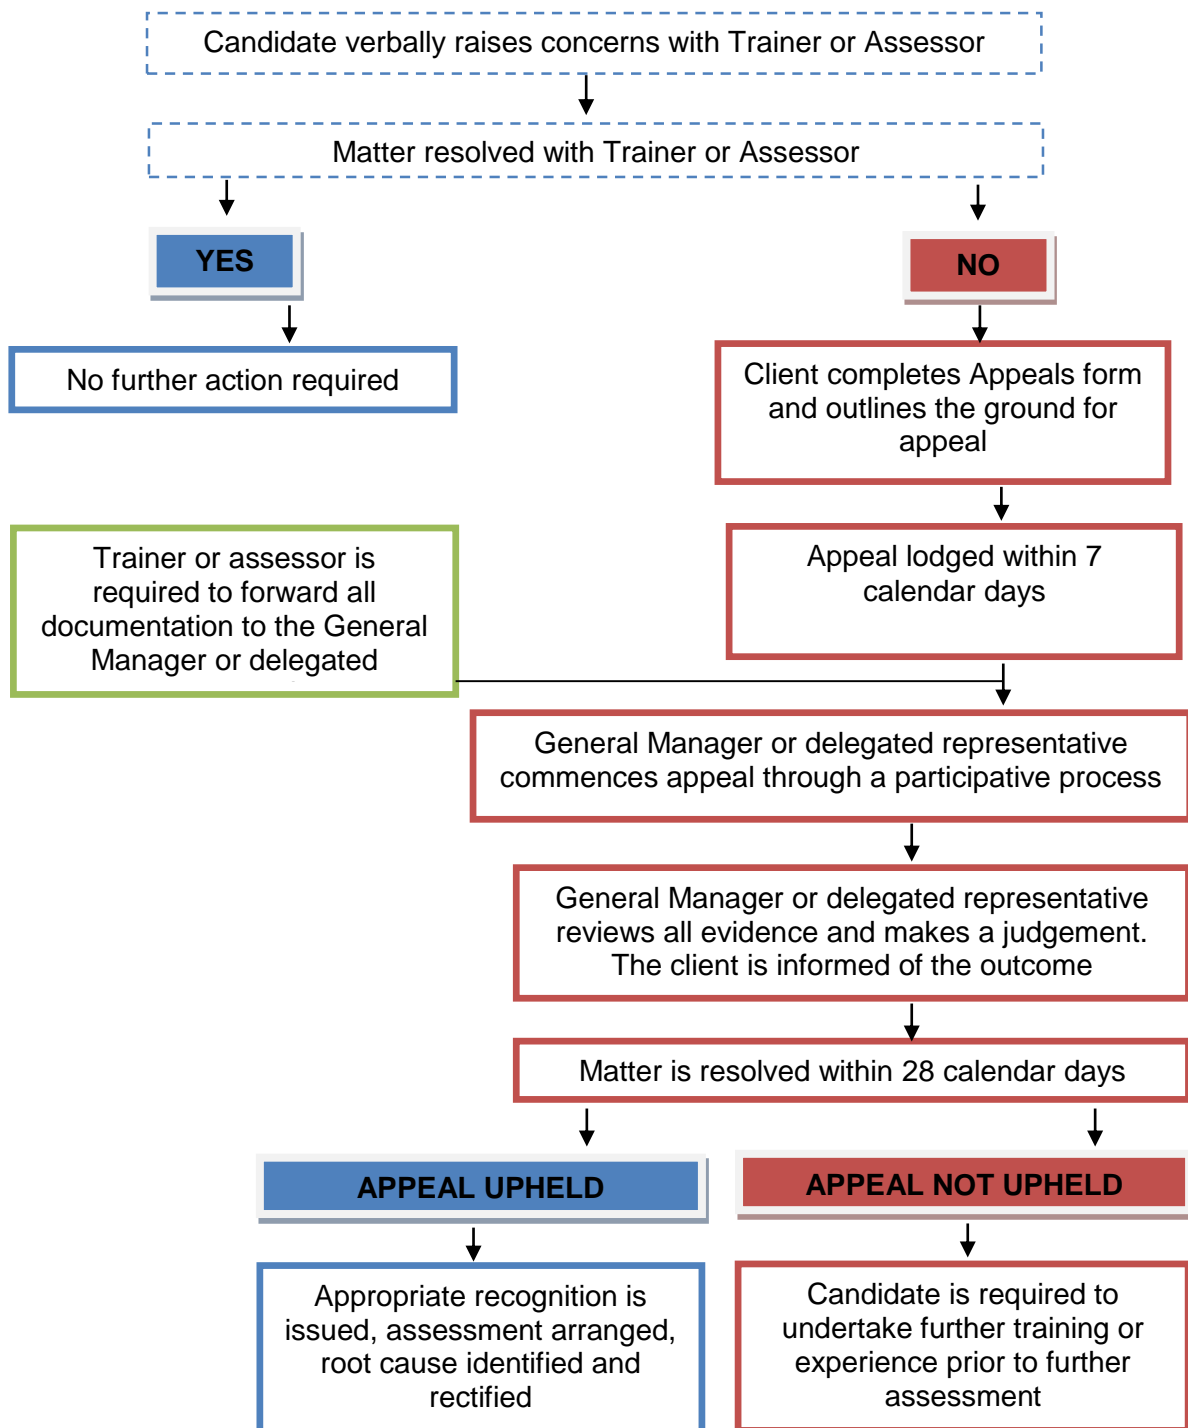 Candidate verbally raises concerns with Trainer or Assessor
Matter resolved with Trainer or Assessor
YES
NO
No further action required
Client completes Appeals form
and outlines the ground for
appeal
Trainer or assessor is
required to forward all
documentation to the General
Manager or delegated
Appeal lodged within 7
calendar days
General Manager or delegated representative
commences appeal through a participative process
General Manager or delegated representative
reviews all evidence and makes a judgement.
The client is informed of the outcome
Matter is resolved within 28 calendar days
APPEAL UPHELD
APPEAL NOT UPHELD
Appropriate recognition is
issued, assessment arranged,
root cause identified and
rectified
Candidate is required to
undertake further training or
experience prior to further
assessment